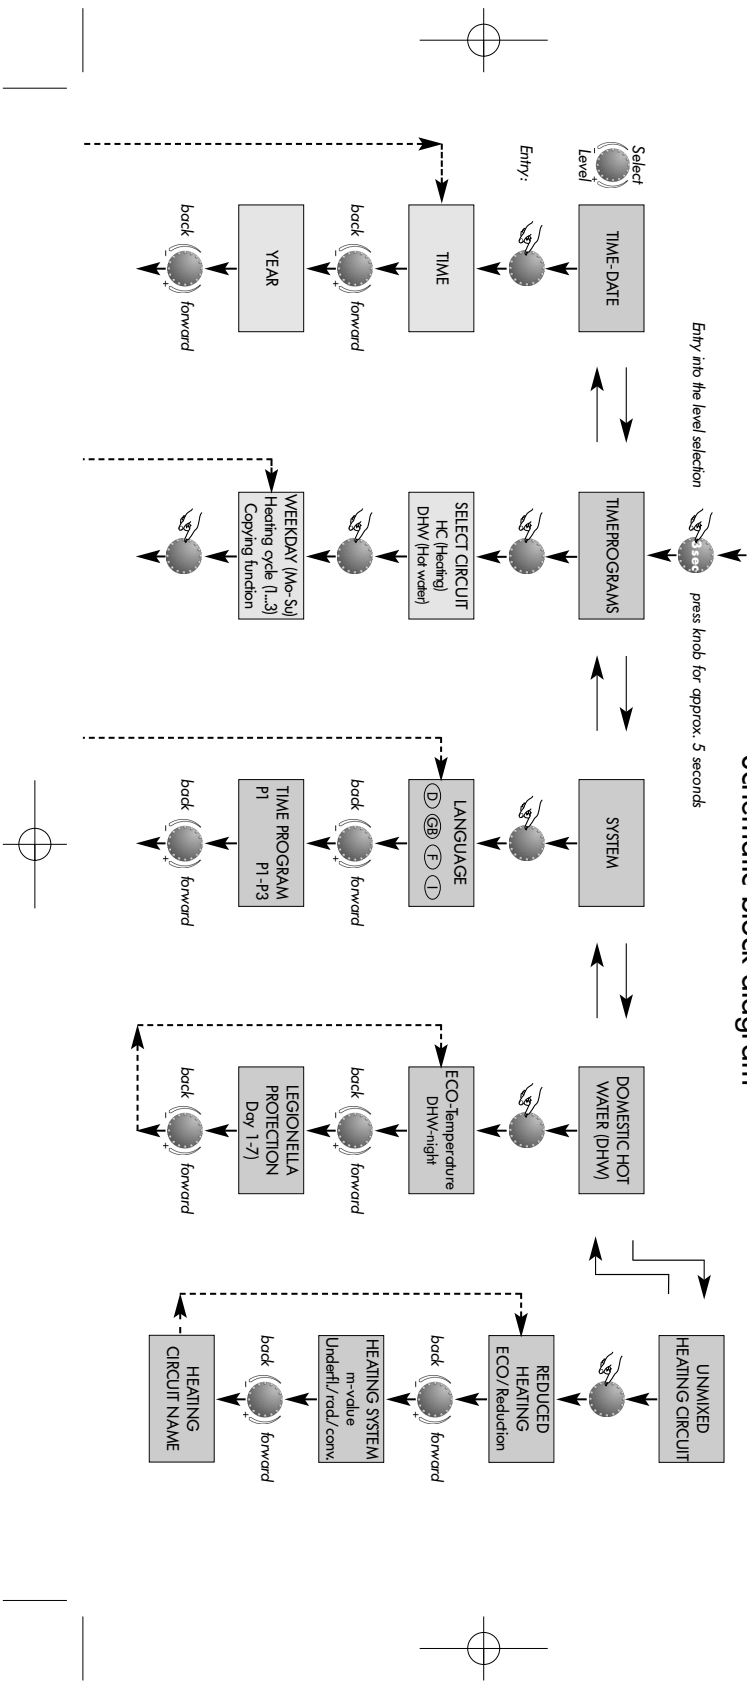 Schematic block diagram
Entry into the level selection
3 sec
press knob for approx. 5 seconds
UNMIXED
HEATING CIRCUIT
Select
- +
Level
TIME-DATE
TIMEPROGRAMS
SYSTEM
DOMESTIC HOT
WATER (DHW)
Entry:
REDUCED
HEATING
ECO/Reduction
TIME
SELECT CIRCUIT
HC (Heating)
DHW (Hot water)
LANGUAGE
D GB F I
ECO-Temperature
DHW-night
back - + forward
back - + forward
back - + forward
back - + forward
HEATING SYSTEM
m-value
Underfl./rad./conv.
YEAR
WEEKDAY (Mo-Su)
Heating cycle (1...3)
Copying function
TIME PROGRAM
P1 P1-P3
LEGIONELLA
PROTECTION
Day 1-7)
back - + forward
back - + forward
back - + forward
back - + forward
HEATING
CIRCUIT NAME